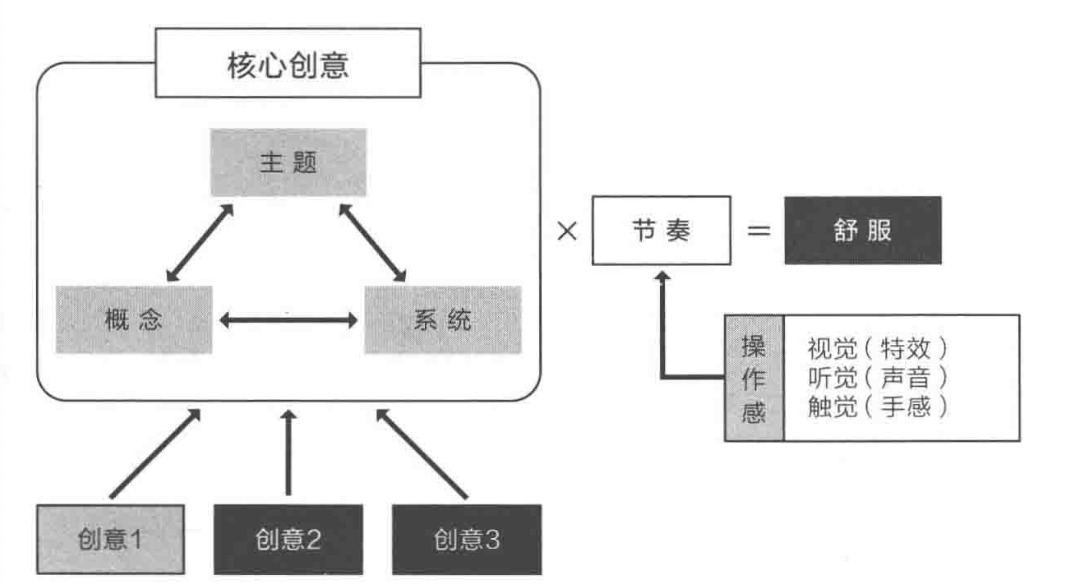 核心创意
主题
概念
系统
×
节奏
=
舒服
操作感
视觉(特效)
听觉(声音)
触觉(手感)
创意1
创意2
创意3